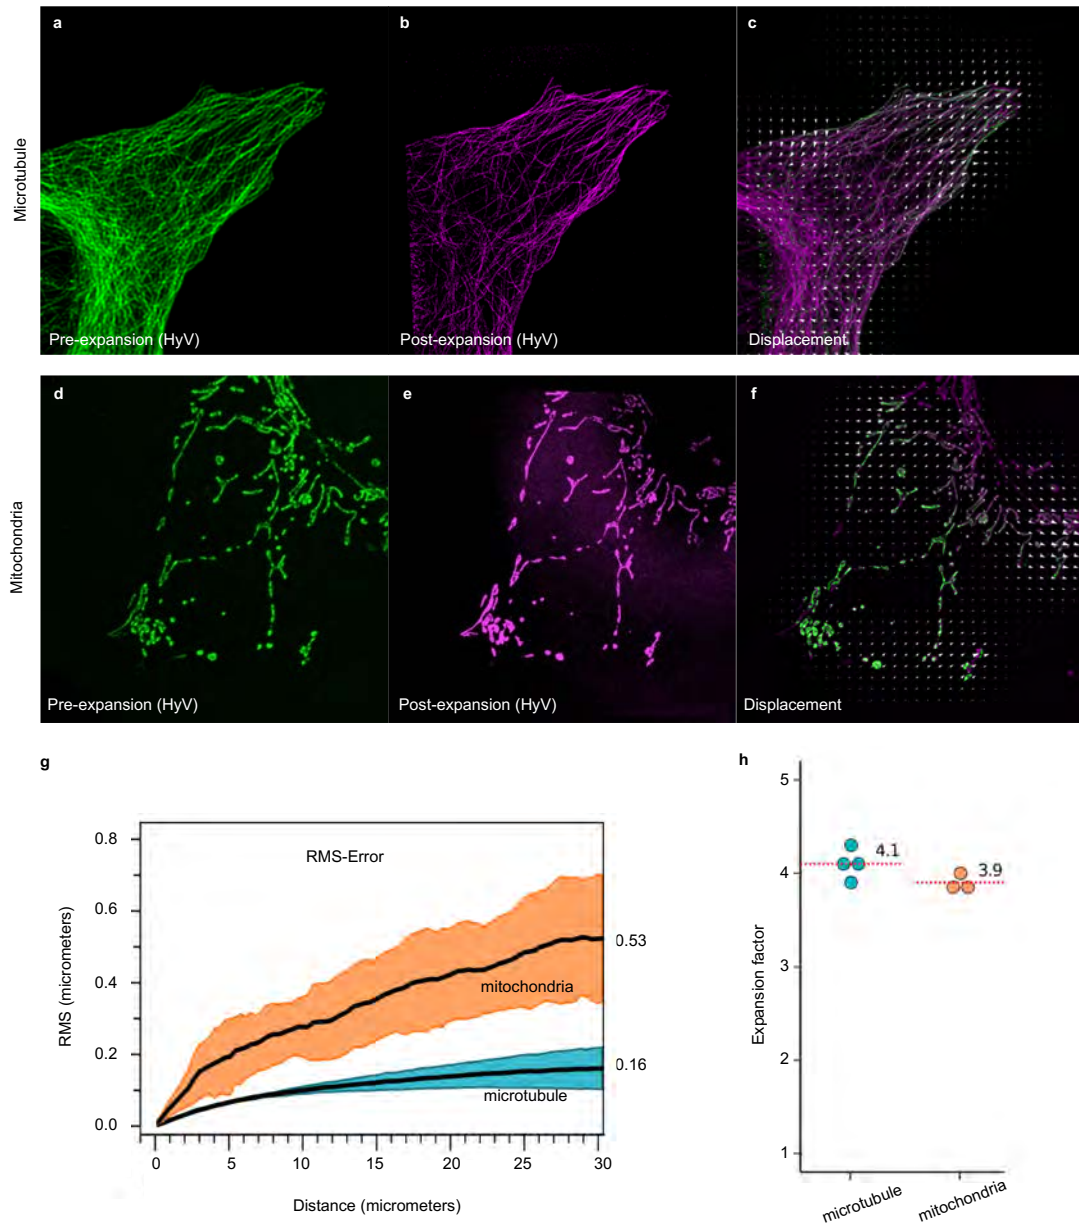 a
b
c
Microtubule
Pre-expansion (HyV)
Post-expansion (HyV)
Displacement
d
e
f
Mitochondria
Pre-expansion (HyV)
Post-expansion (HyV)
Displacement
g
RMS-Error
RMS (micrometers)
0.8
0.6
0.4
0.2
0.0
0.53
mitochondria
0.16
microtubule
0
5
10
15
20
25
30
Distance (micrometers)
h
Expansion factor
5
4
3
2
1
4.1
3.9
microtubule
mitochondria